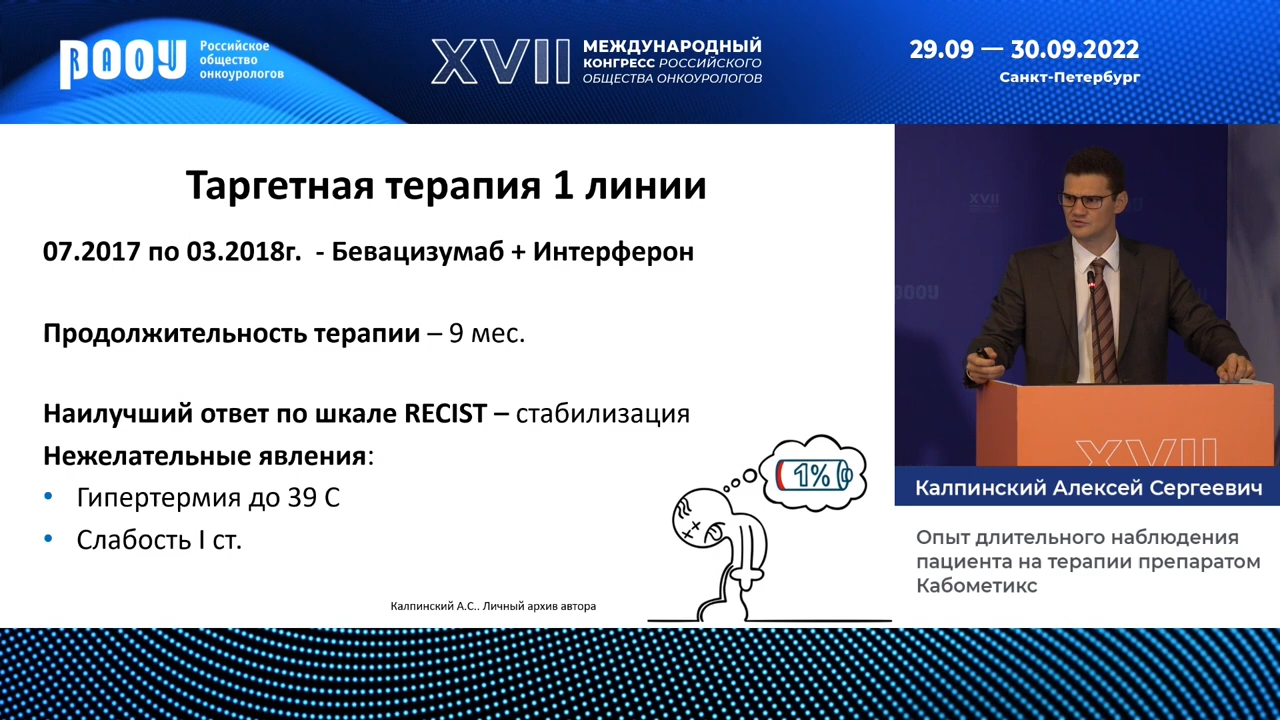 РАОУ
Российское
общество
онкоурологов
XVII
МЕЖДУНАРОДНЫЙ
КОНГРЕСС РОССИЙСКОГО
ОБЩЕСТВА ОНКОУРОЛОГОВ
29.09 — 30.09.2022
Санкт-Петербург
Таргетная терапия 1 линии
07.2017 по 03.2018г. - Бевацизумаб + Интерферон
Продолжительность терапии – 9 мес.
Наилучший ответ по шкале RECIST – стабилизация
Нежелательные явления:
• Гипертермия до 39 С
• Слабость I ст.
1%
Калпинский А.С.. Личный архив автора
XVII
XVII
Калпинский Алексей Сергеевич
Опыт длительного наблюдения
пациента на терапии препаратом
Кабометикс